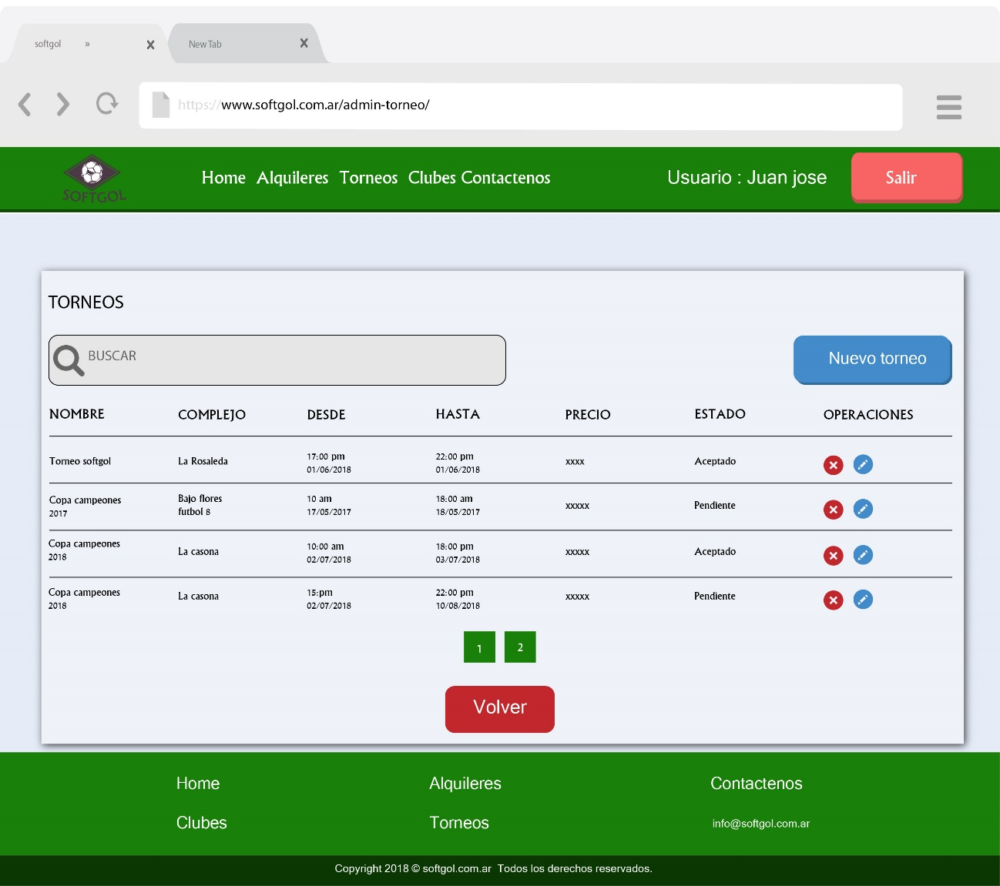 softgol »
New Tab
https://www.softgol.com.ar/admin-torneo/
SOFTGOL
Home Alquileres Torneos Clubes Contactenos
Usuario : Juan jose
Salir
TORNEOS
BUSCAR
Nuevo torneo
NOMBRE COMPLEJO DESDE HASTA PRECIO ESTADO OPERACIONES
Torneo softgol
La Rosaleda
17:00 pm
01/06/2018
22:00 pm
01/06/2018
xxxx
Aceptado
Copa campeones
2017
Bajo flores
futbol 8
10 am
17/05/2017
18:00 am
18/05/2017
xxxxx
Pendiente
Copa campeones
2018
La casona
10:00 am
02/07/2018
18:00 pm
03/07/2018
xxxxx
Aceptado
Copa campeones
2018
La casona
15:pm
02/07/2018
22:00 pm
10/08/2018
xxxxx
Pendiente
1 2
Volver
Home Alquileres Contactenos
Clubes Torneos info@softgol.com.ar
Copyright 2018 © softgol.com.ar Todos los derechos reservados.